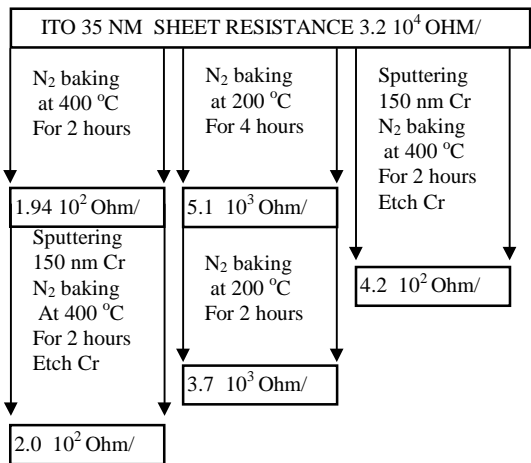 ITO 35 NM SHEET RESISTANCE 3.2 10⁴ OHM/
N₂ baking
at 400 °C
For 2 hours
1.94 10² Ohm/
Sputtering
150 nm Cr
N₂ baking
At 400 °C
For 2 hours
Etch Cr
2.0 10² Ohm/
N₂ baking
at 200 °C
For 4 hours
5.1 10³ Ohm/
N₂ baking
at 200 °C
For 2 hours
3.7 10³ Ohm/
Sputtering
150 nm Cr
N₂ baking
at 400 °C
For 2 hours
Etch Cr
4.2 10² Ohm/